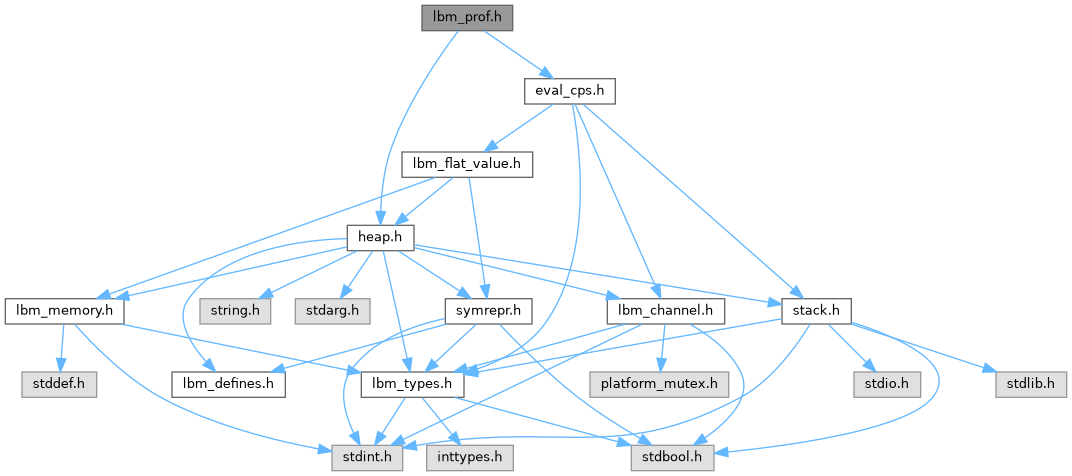 lbm_prof.h
eval_cps.h
lbm_flat_value.h
heap.h
lbm_memory.h
string.h
stdarg.h
symrepr.h
lbm_channel.h
stack.h
stddef.h
lbm_defines.h
lbm_types.h
platform_mutex.h
stdio.h
stdlib.h
stdint.h
inttypes.h
stdbool.h